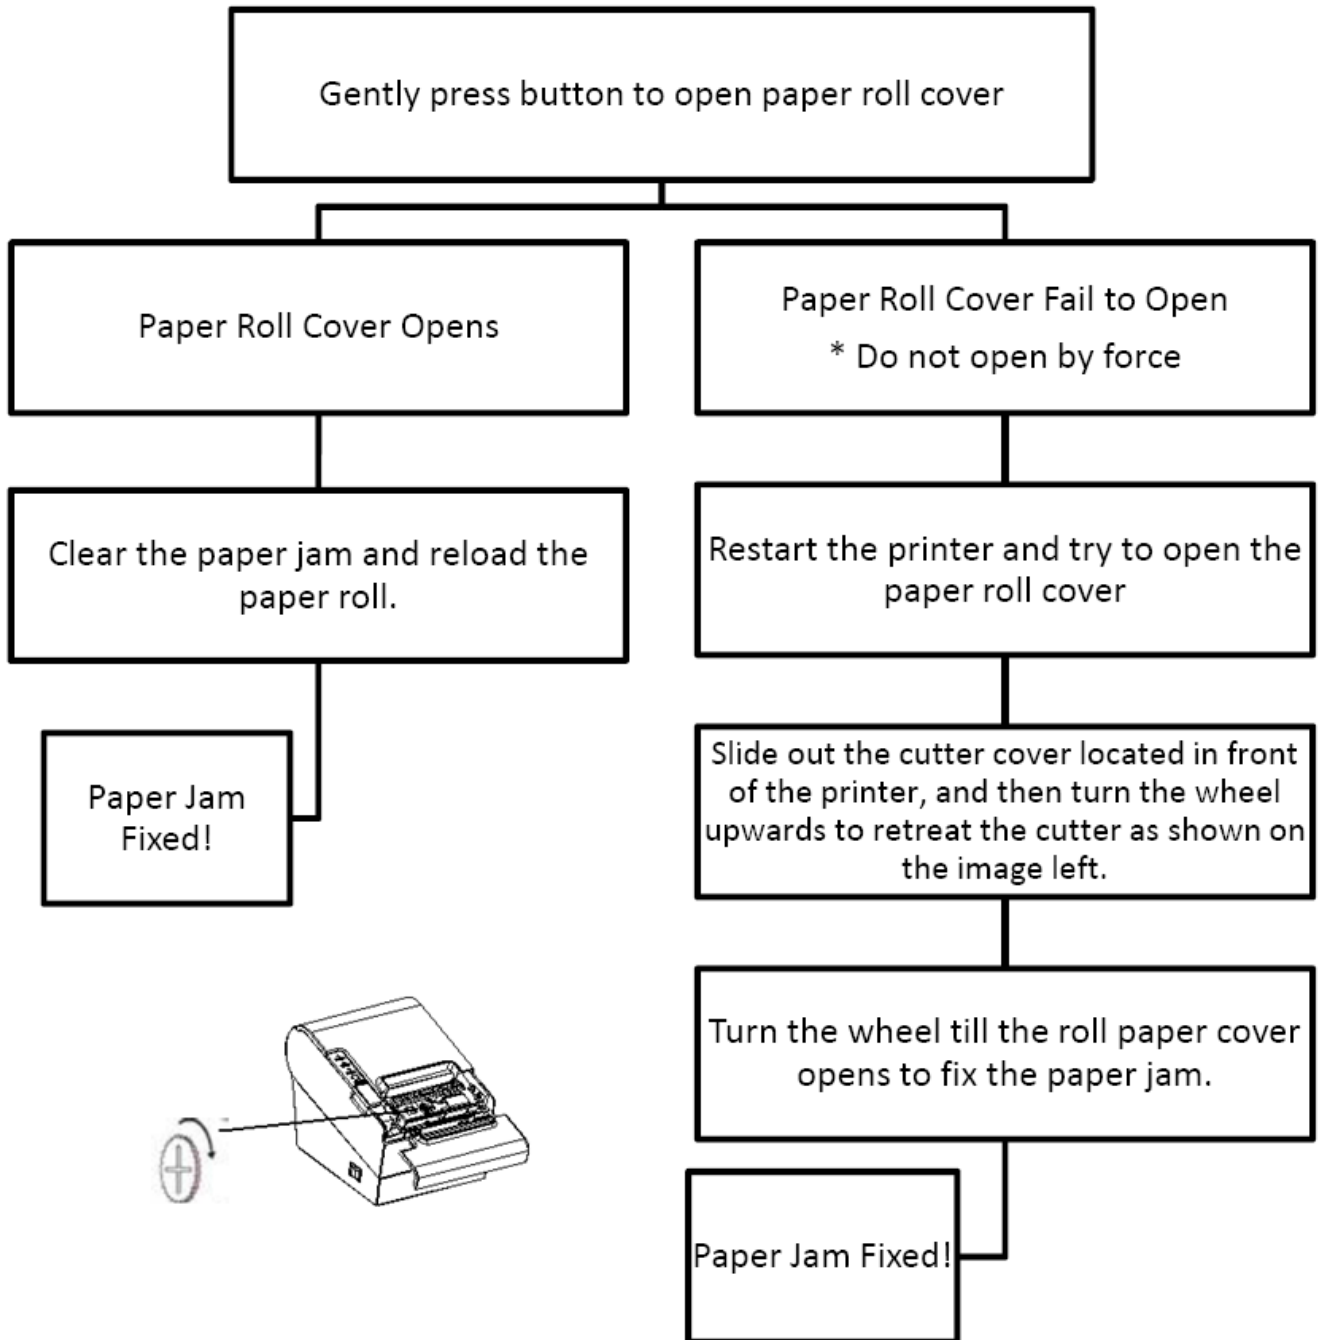 Gently press button to open paper roll cover
Paper Roll Cover Opens
Clear the paper jam and reload the
paper roll.
Paper Jam
Fixed!
Paper Roll Cover Fail to Open
* Do not open by force
Restart the printer and try to open the
paper roll cover
Slide out the cutter cover located in front
of the printer, and then turn the wheel
upwards to retreat the cutter as shown on
the image left.
Turn the wheel till the roll paper cover
opens to fix the paper jam.
Paper Jam Fixed!